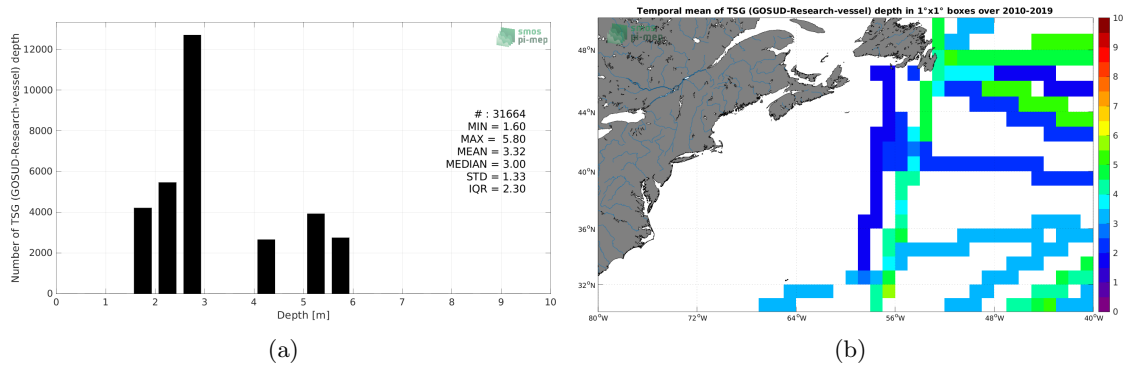 Number of TSG (GOSUD-Research-vessel) depth
12000
10000
8000
6000
4000
2000
0
0 1 2 3 4 5 6 7 8 9 10
Depth [m]
smos
pi-mep
# : 31664
MIN = 1.60
MAX = 5.80
MEAN = 3.32
MEDIAN = 3.00
STD = 1.33
IQR = 2.30
(a)
Temporal mean of TSG (GOSUD-Research-vessel) depth in 1°x1° boxes over 2010-2019
smos
pi-mep
48°N
44°N
40°N
36°N
32°N
80°W 72°W 64°W 56°W 48°W 40°W
10
9
8
7
6
5
4
3
2
1
0
(b)